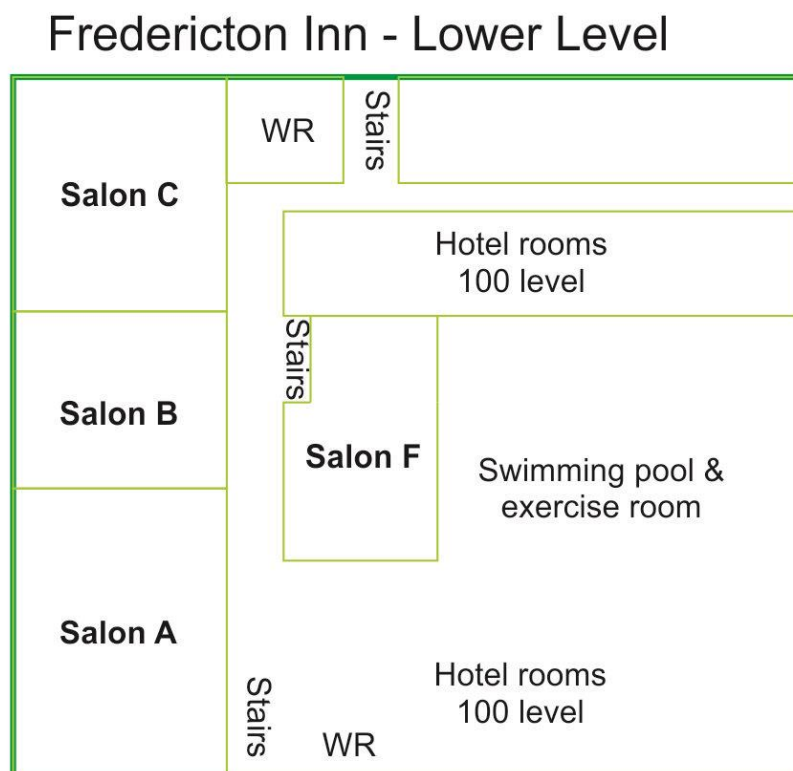 Fredericton Inn - Lower Level
WR
Stairs
Salon C
Hotel rooms
100 level
Stairs
Salon B
Salon F
Swimming pool &
exercise room
Salon A
Hotel rooms
100 level
Stairs
WR